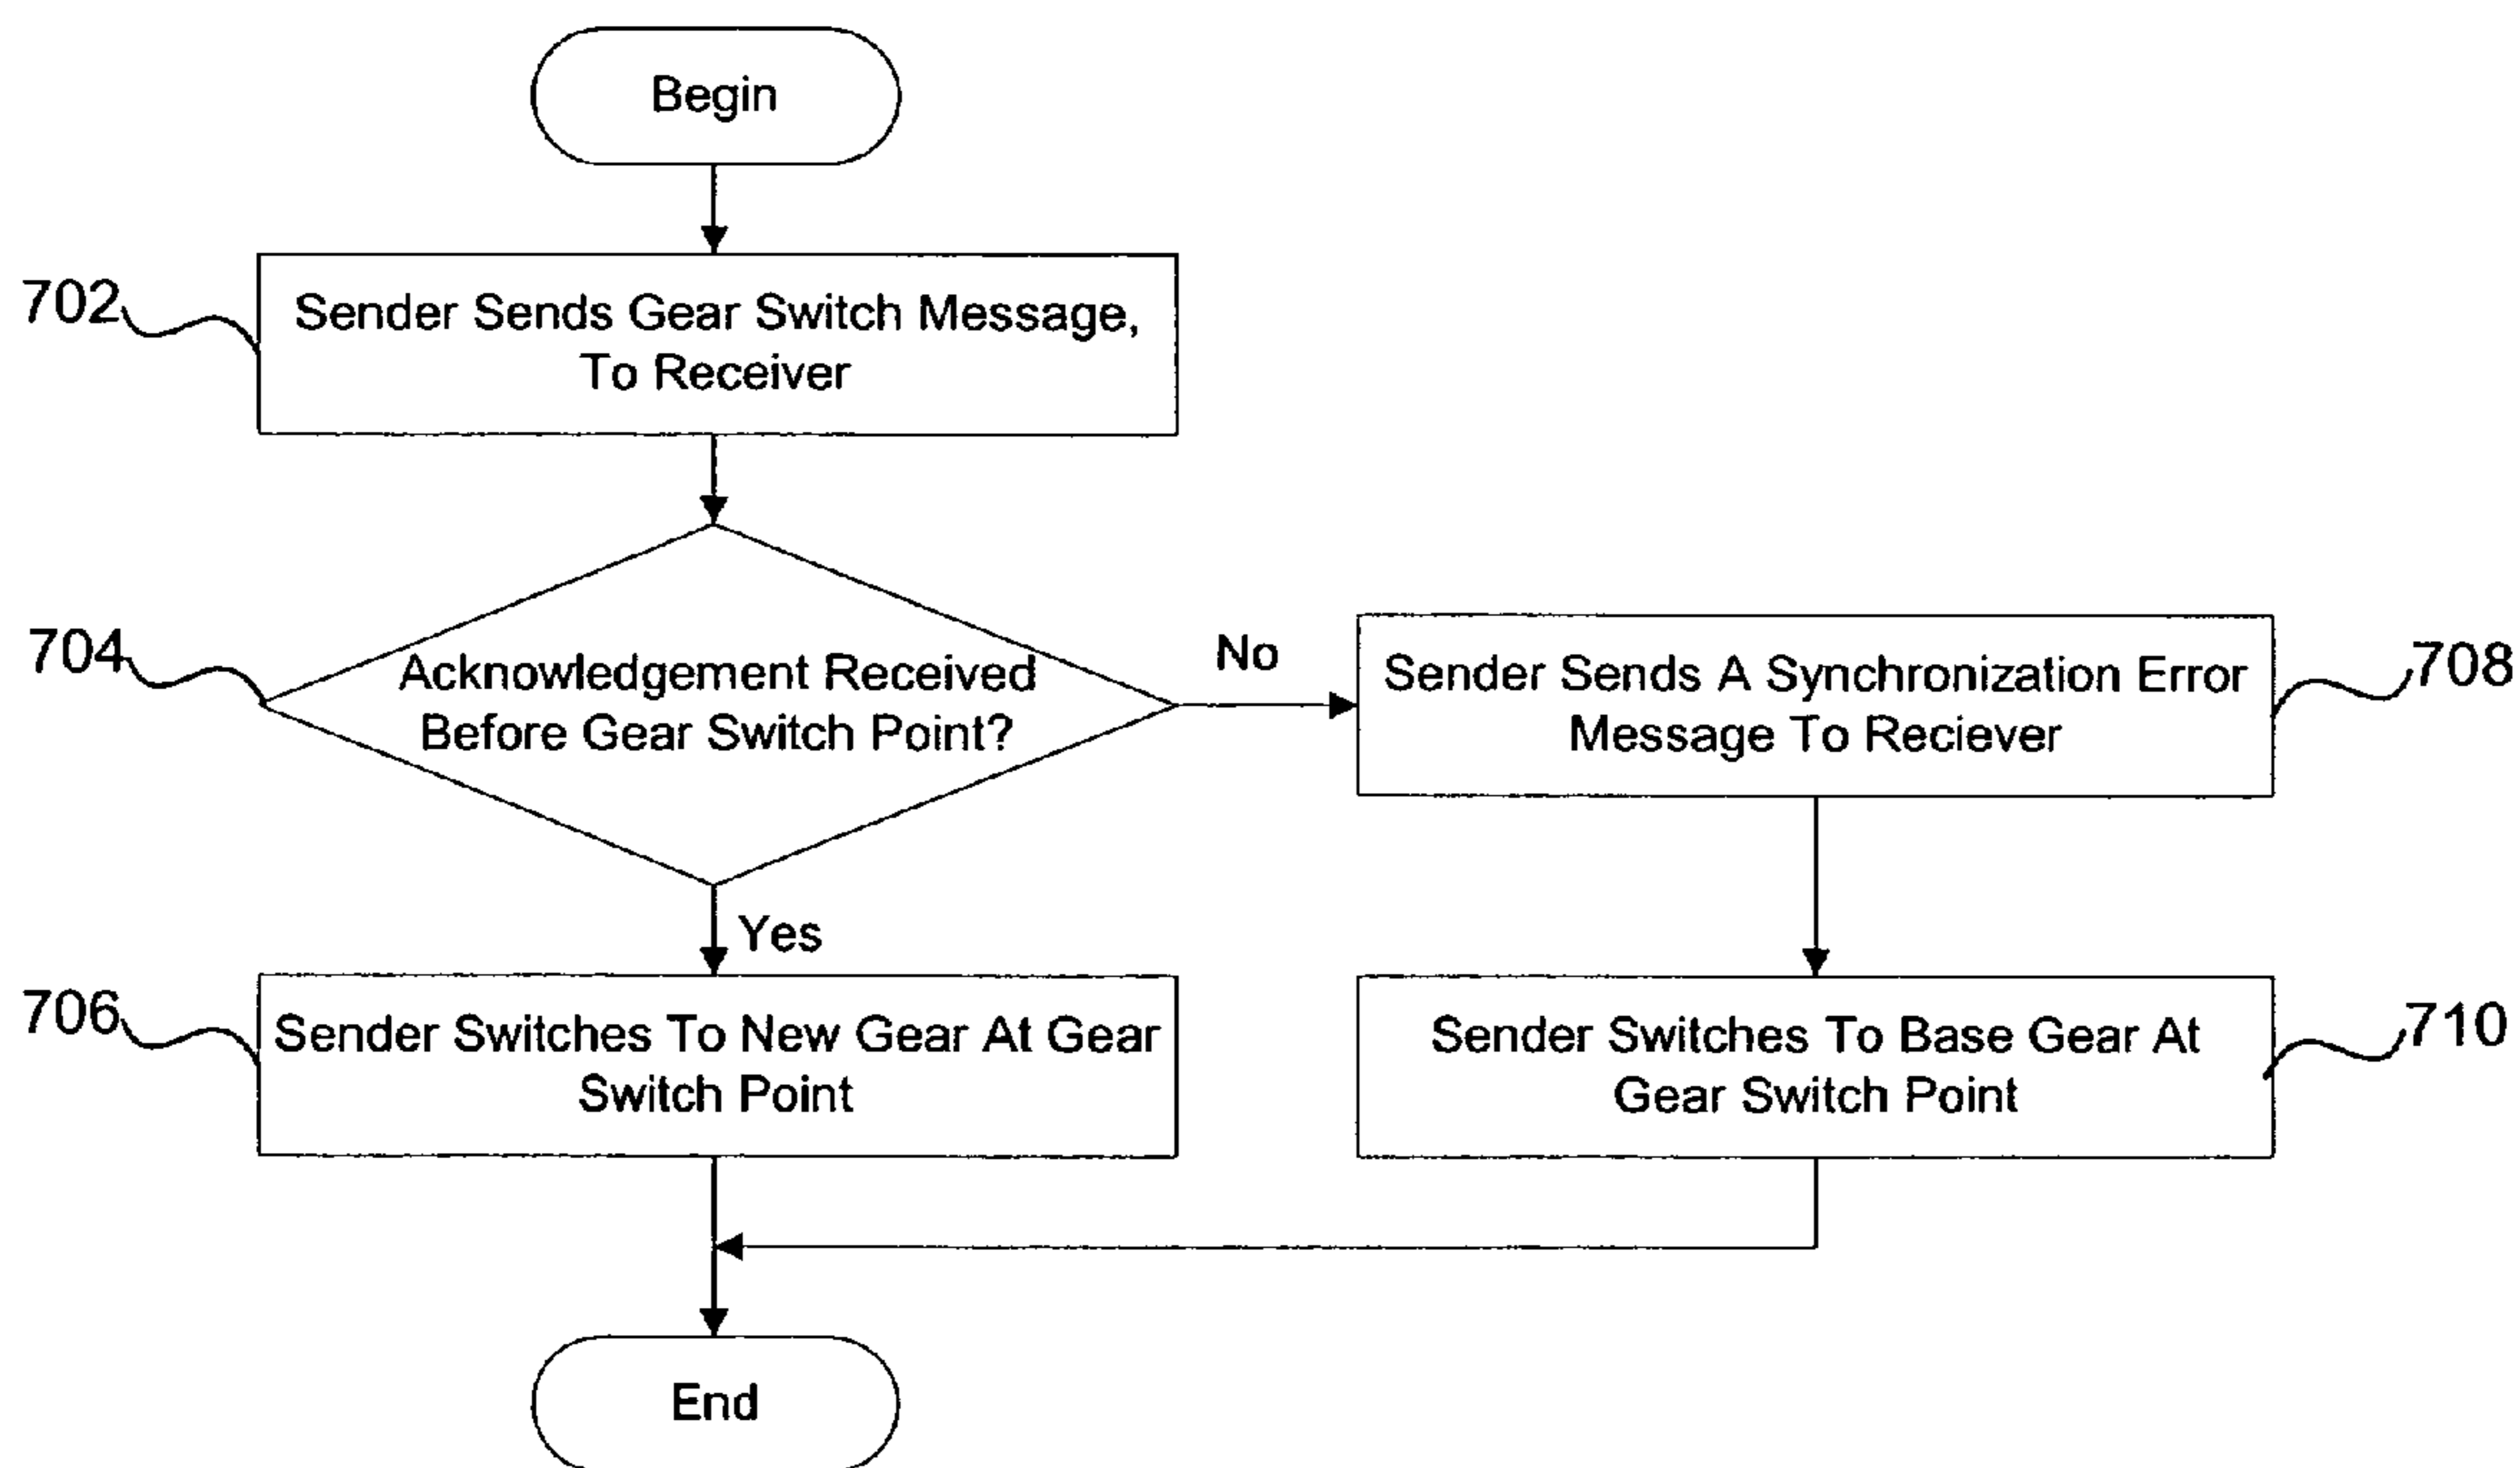 Begin
702
Sender Sends Gear Switch Message,
To Receiver
704
Acknowledgement Received
Before Gear Switch Point?
No
Sender Sends A Synchronization Error
Message To Reciever
708
Yes
706
Sender Switches To New Gear At Gear
Switch Point
Sender Switches To Base Gear At
Gear Switch Point
710
End